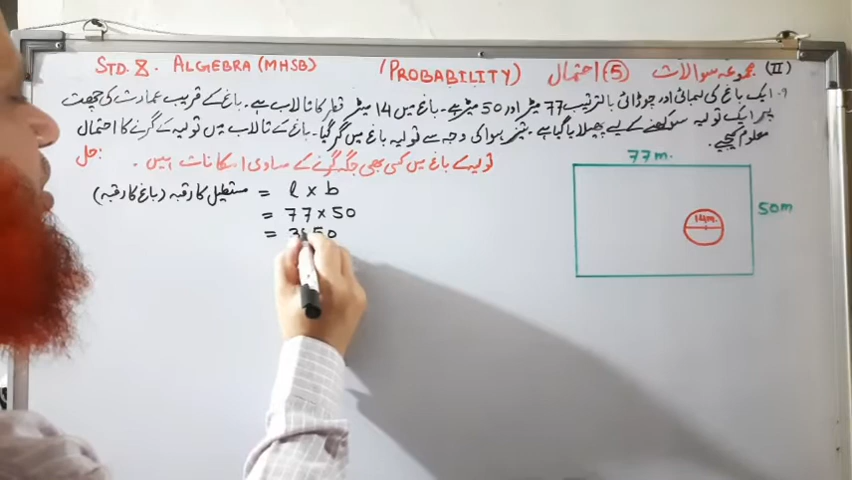 STD. 8. ALGEBRA (MHSB) (PROBABILITY) احتمال (5) مجموعہ سوالات (II)
۹. ایک باغ کی لمبائی اور چوڑائی بالترتیب 77 میٹر اور 50 میٹر ہے۔ باغ میں 14 میٹر قطر کا تالاب ہے۔ باغ کے قریب عمارت کی چھت
پر ایک تولیہ سوکھنے کے لیے پھیلایا گیا ہے۔ تیز ہوا کی وجہ سے تولیہ باغ میں گر گیا۔ باغ کے تالاب میں تولیہ کے گرنے کا احتمال
معلوم کیجیے۔
حل: تولیہ کے باغ میں کسی بھی جگہ گرنے کے مساوی امکانات ہیں۔
مستطیل کا رقبہ (باغ کا رقبہ) = l × b
= 77 × 50
= 3850
77m.
50m
14m.